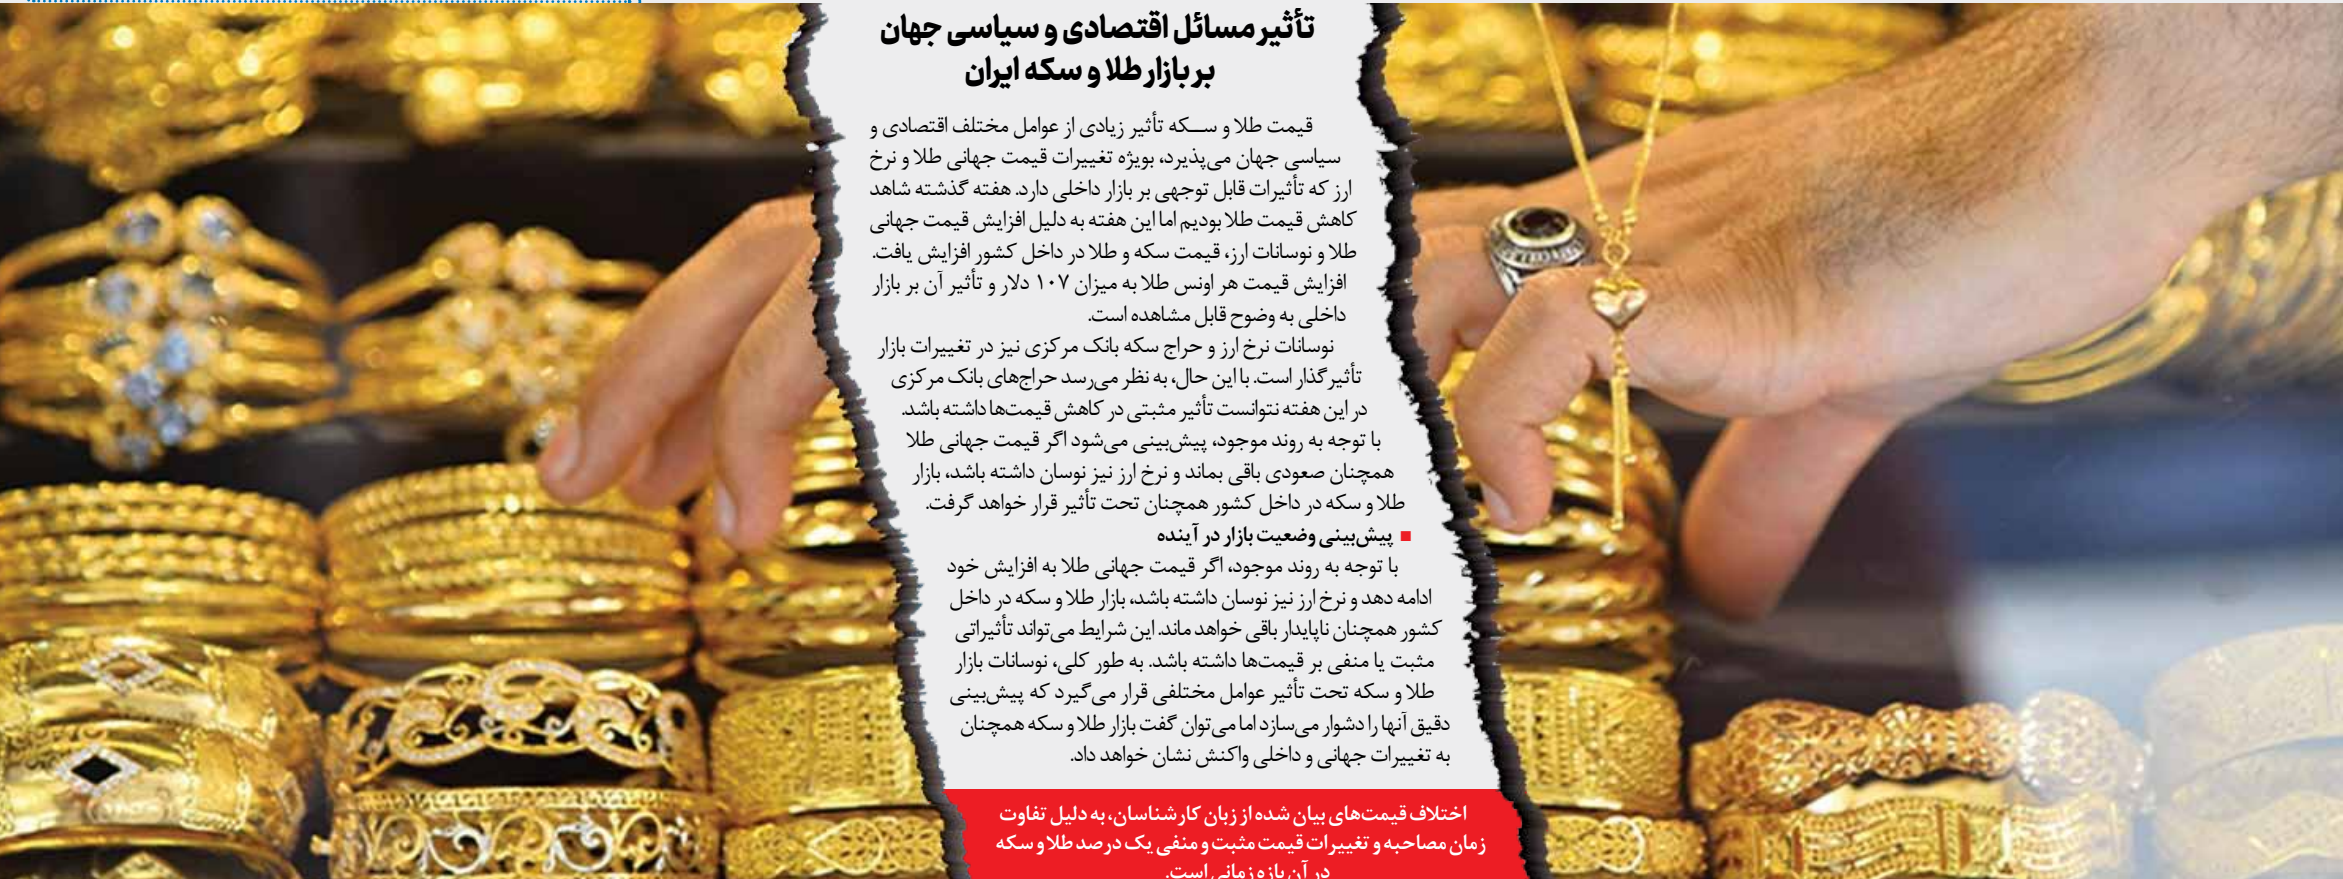 تأثیر مسائل اقتصادی و سیاسی جهان
بر بازار طلا و سکه ایران
قیمت طلا و سـکه تأثیر زیادی از عوامل مختلف اقتصادی و
سیاسی جهان می‌پذیرد، بویژه تغییرات قیمت جهانی طلا و نرخ
ارز که تأثیرات قابل توجهی بر بازار داخلی دارد. هفته گذشته شاهد
کاهش قیمت طلا بودیم اما این هفته به دلیل افزایش قیمت جهانی
طلا و نوسانات ارز، قیمت سکه و طلا در داخل کشور افزایش یافت.
افزایش قیمت هر اونس طلا به میزان ۱۰۷ دلار و تأثیر آن بر بازار
داخلی به وضوح قابل مشاهده است.
نوسانات نرخ ارز و حراج سکه بانک مرکزی نیز در تغییرات بازار
تأثیرگذار است. با این حال، به نظر می‌رسد حراج‌های بانک مرکزی
در این هفته نتوانست تأثیر مثبتی در کاهش قیمت‌ها داشته باشد.
با توجه به روند موجود، پیش‌بینی می‌شود اگر قیمت جهانی طلا
همچنان صعودی باقی بماند و نرخ ارز نیز نوسان داشته باشد، بازار
طلا و سکه در داخل کشور همچنان تحت تأثیر قرار خواهد گرفت.
■ پیش‌بینی وضعیت بازار در آینده
با توجه به روند موجود، اگر قیمت جهانی طلا به افزایش خود
ادامه دهد و نرخ ارز نیز نوسان داشته باشد، بازار طلا و سکه در داخل
کشور همچنان ناپایدار باقی خواهد ماند. این شرایط می‌تواند تأثیراتی
مثبت یا منفی بر قیمت‌ها داشته باشد. به طور کلی، نوسانات بازار
طلا و سکه تحت تأثیر عوامل مختلفی قرار می‌گیرد که پیش‌بینی
دقیق آنها را دشوار می‌سازد اما می‌توان گفت بازار طلا و سکه همچنان
به تغییرات جهانی و داخلی واکنش نشان خواهد داد.
اختلاف قیمت‌های بیان شده از زبان کارشناسان، به دلیل تفاوت
زمان مصاحبه و تغییرات قیمت مثبت و منفی یک درصد طلا و سکه
در آن بازه زمانی است.